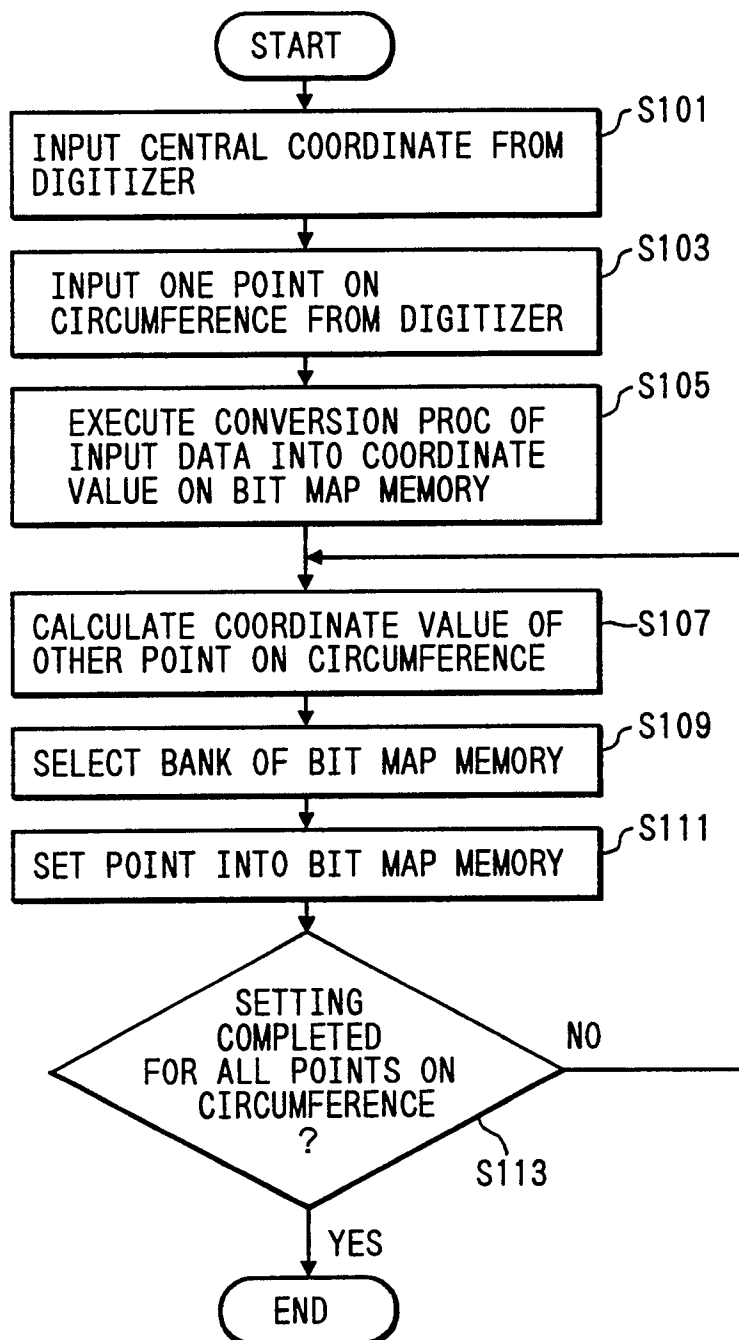 START
S101
INPUT CENTRAL COORDINATE FROM
DIGITIZER
S103
INPUT ONE POINT ON
CIRCUMFERENCE FROM DIGITIZER
S105
EXECUTE CONVERSION PROC OF
INPUT DATA INTO COORDINATE
VALUE ON BIT MAP MEMORY
CALCULATE COORDINATE VALUE OF
OTHER POINT ON CIRCUMFERENCE
S107
S109
SELECT BANK OF BIT MAP MEMORY
S111
SET POINT INTO BIT MAP MEMORY
SETTING
COMPLETED
FOR ALL POINTS ON
CIRCUMFERENCE
?
NO
S113
YES
END